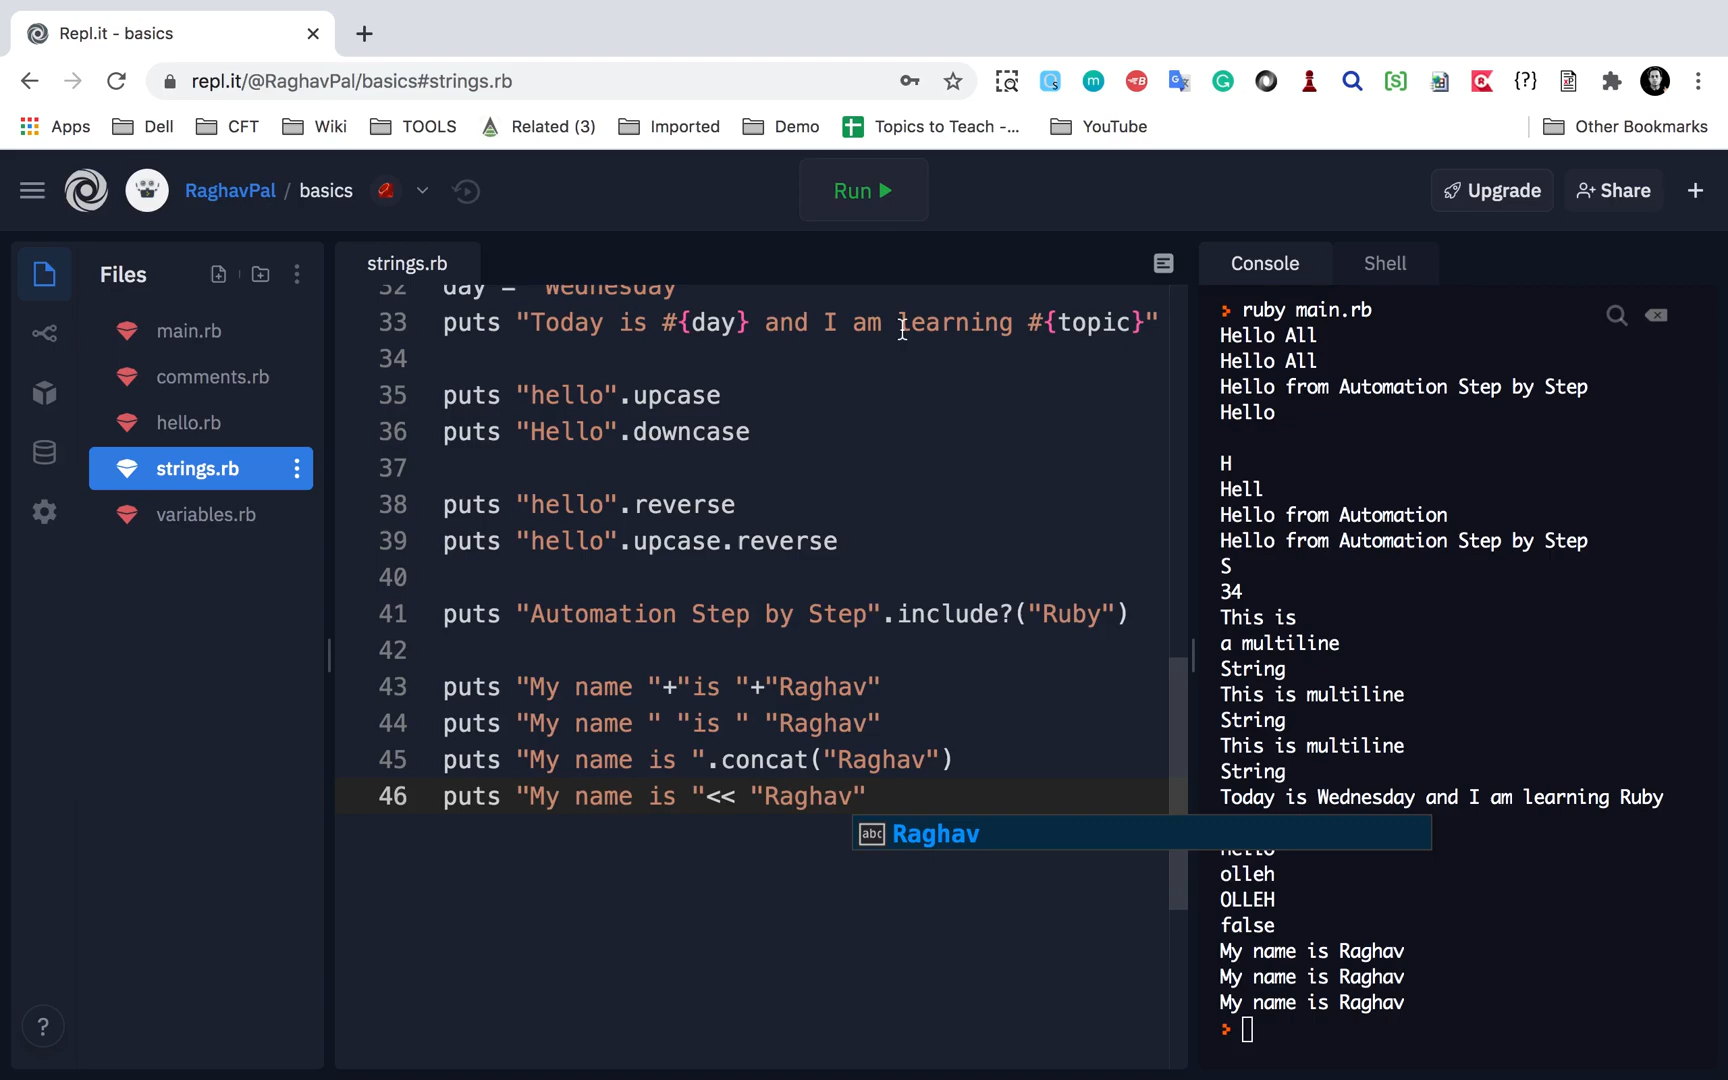 Repl.it - basics
repl.it/@RaghavPal/basics#strings.rb
Apps Dell CFT Wiki TOOLS Related (3) Imported Demo Topics to Teach -... YouTube Other Bookmarks
RaghavPal / basics
Run
Upgrade
Share
Files
main.rb
comments.rb
hello.rb
strings.rb
variables.rb
strings.rb
32 day = "Wednesday"
33 puts "Today is #{day} and I am learning #{topic}"
34
35 puts "hello".upcase
36 puts "Hello".downcase
37
38 puts "hello".reverse
39 puts "hello".upcase.reverse
40
41 puts "Automation Step by Step".include?("Ruby")
42
43 puts "My name "+"is "+"Raghav"
44 puts "My name " "is " "Raghav"
45 puts "My name is ".concat("Raghav")
46 puts "My name is "<< "Raghav"
abc Raghav
Console Shell
ruby main.rb
Hello All
Hello All
Hello from Automation Step by Step
Hello
H
Hell
Hello from Automation
Hello from Automation Step by Step
S
34
This is
a multiline
String
This is multiline
String
This is multiline
String
Today is Wednesday and I am learning Ruby
hello
olleh
OLLEH
false
My name is Raghav
My name is Raghav
My name is Raghav